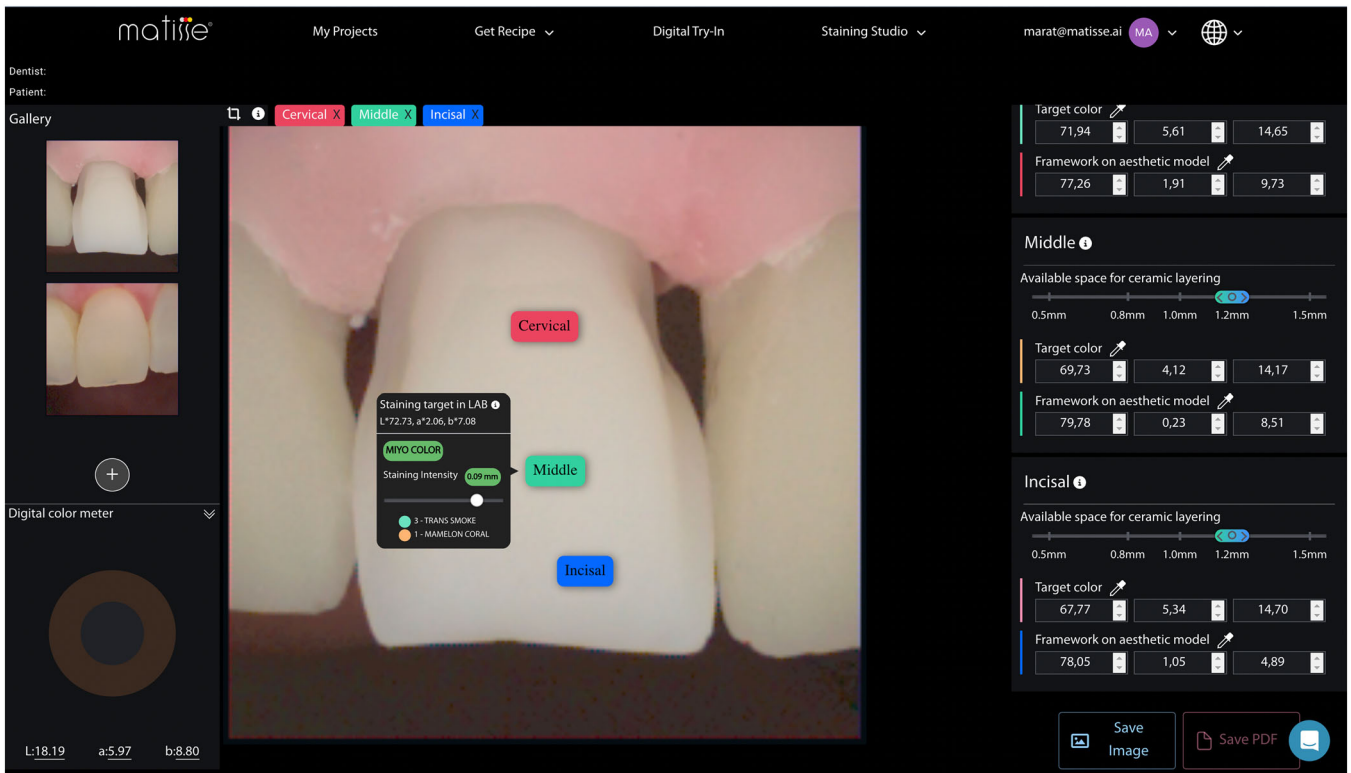 matisse®
My Projects
Get Recipe
Digital Try-In
Staining Studio
marat@matisse.ai MA
Dentist:
Patient:
Gallery
Cervical X Middle X Incisal X
Cervical
Staining target in LAB
L*72.73, a*2.06, b*7.08
MIYO COLOR
Staining Intensity 0.09 mm
3 - TRANS SMOKE
1 - MAMELON CORAL
Middle
Incisal
Digital color meter
L:18.19 a:5.97 b:8.80
Target color
71,94 5,61 14,65
Framework on aesthetic model
77,26 1,91 9,73
Middle
Available space for ceramic layering
0.5mm 0.8mm 1.0mm 1.2mm 1.5mm
Target color
69,73 4,12 14,17
Framework on aesthetic model
79,78 0,23 8,51
Incisal
Available space for ceramic layering
0.5mm 0.8mm 1.0mm 1.2mm 1.5mm
Target color
67,77 5,34 14,70
Framework on aesthetic model
78,05 1,05 4,89
Save
Image
Save PDF